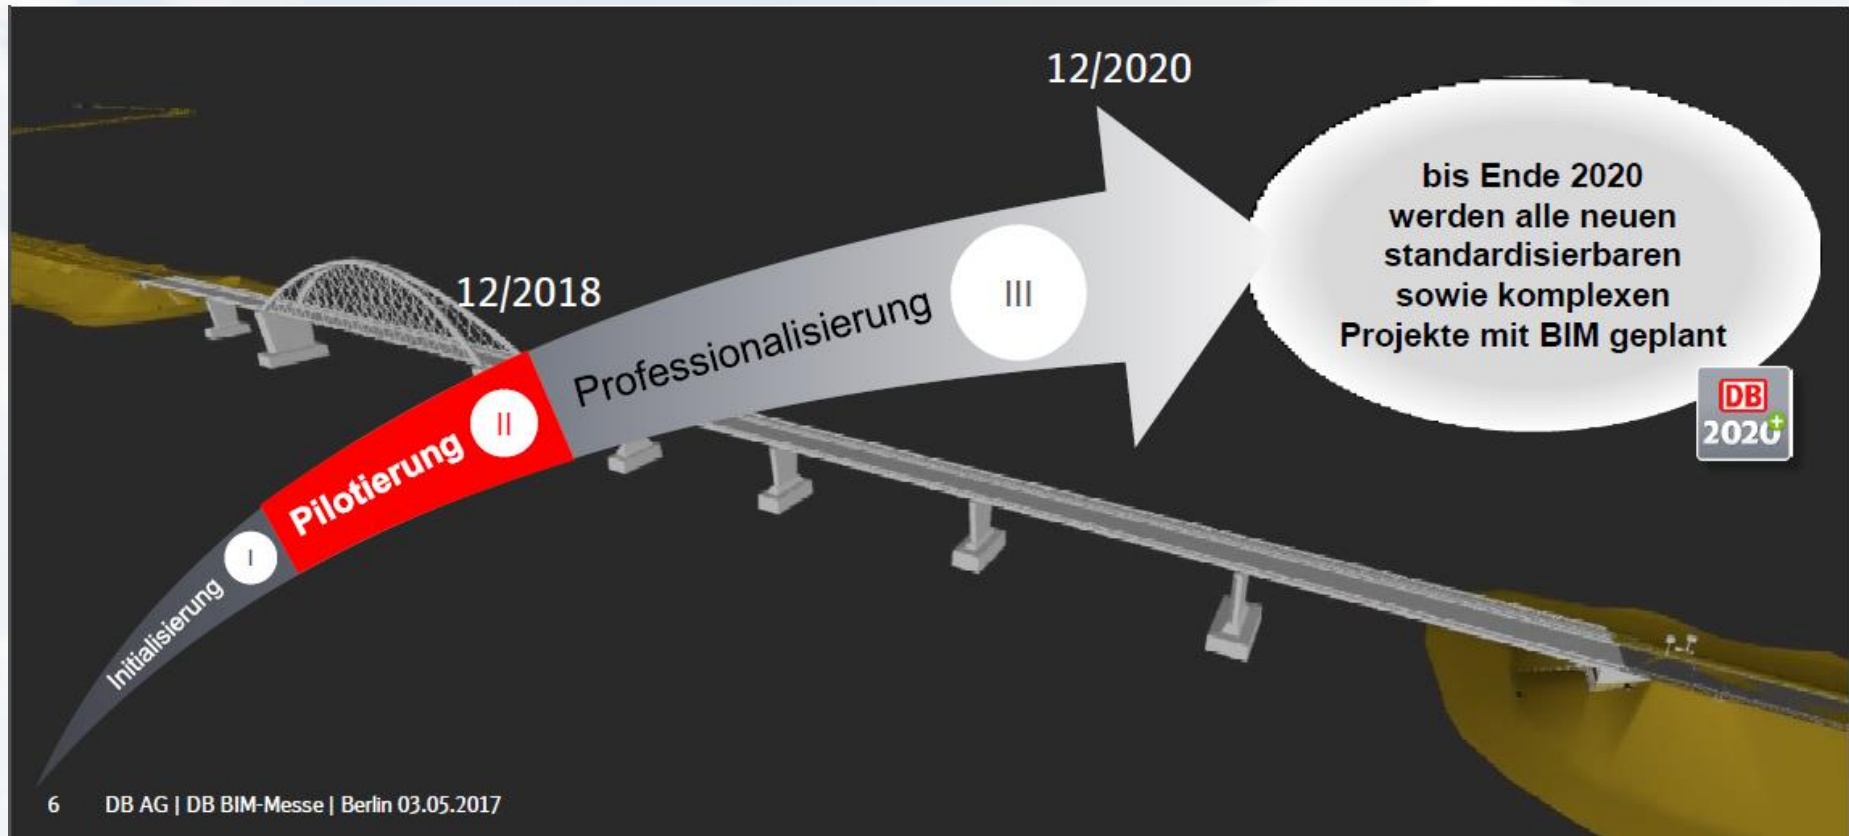 12/2020
bis Ende 2020
werden alle neuen
standardisierbaren
sowie komplexen
Projekte mit BIM geplant
DB
2020+
12/2018
III
Professionalisierung
II
Pilotierung
I
Initialisierung
6 DB AG | DB BIM-Messe | Berlin 03.05.2017